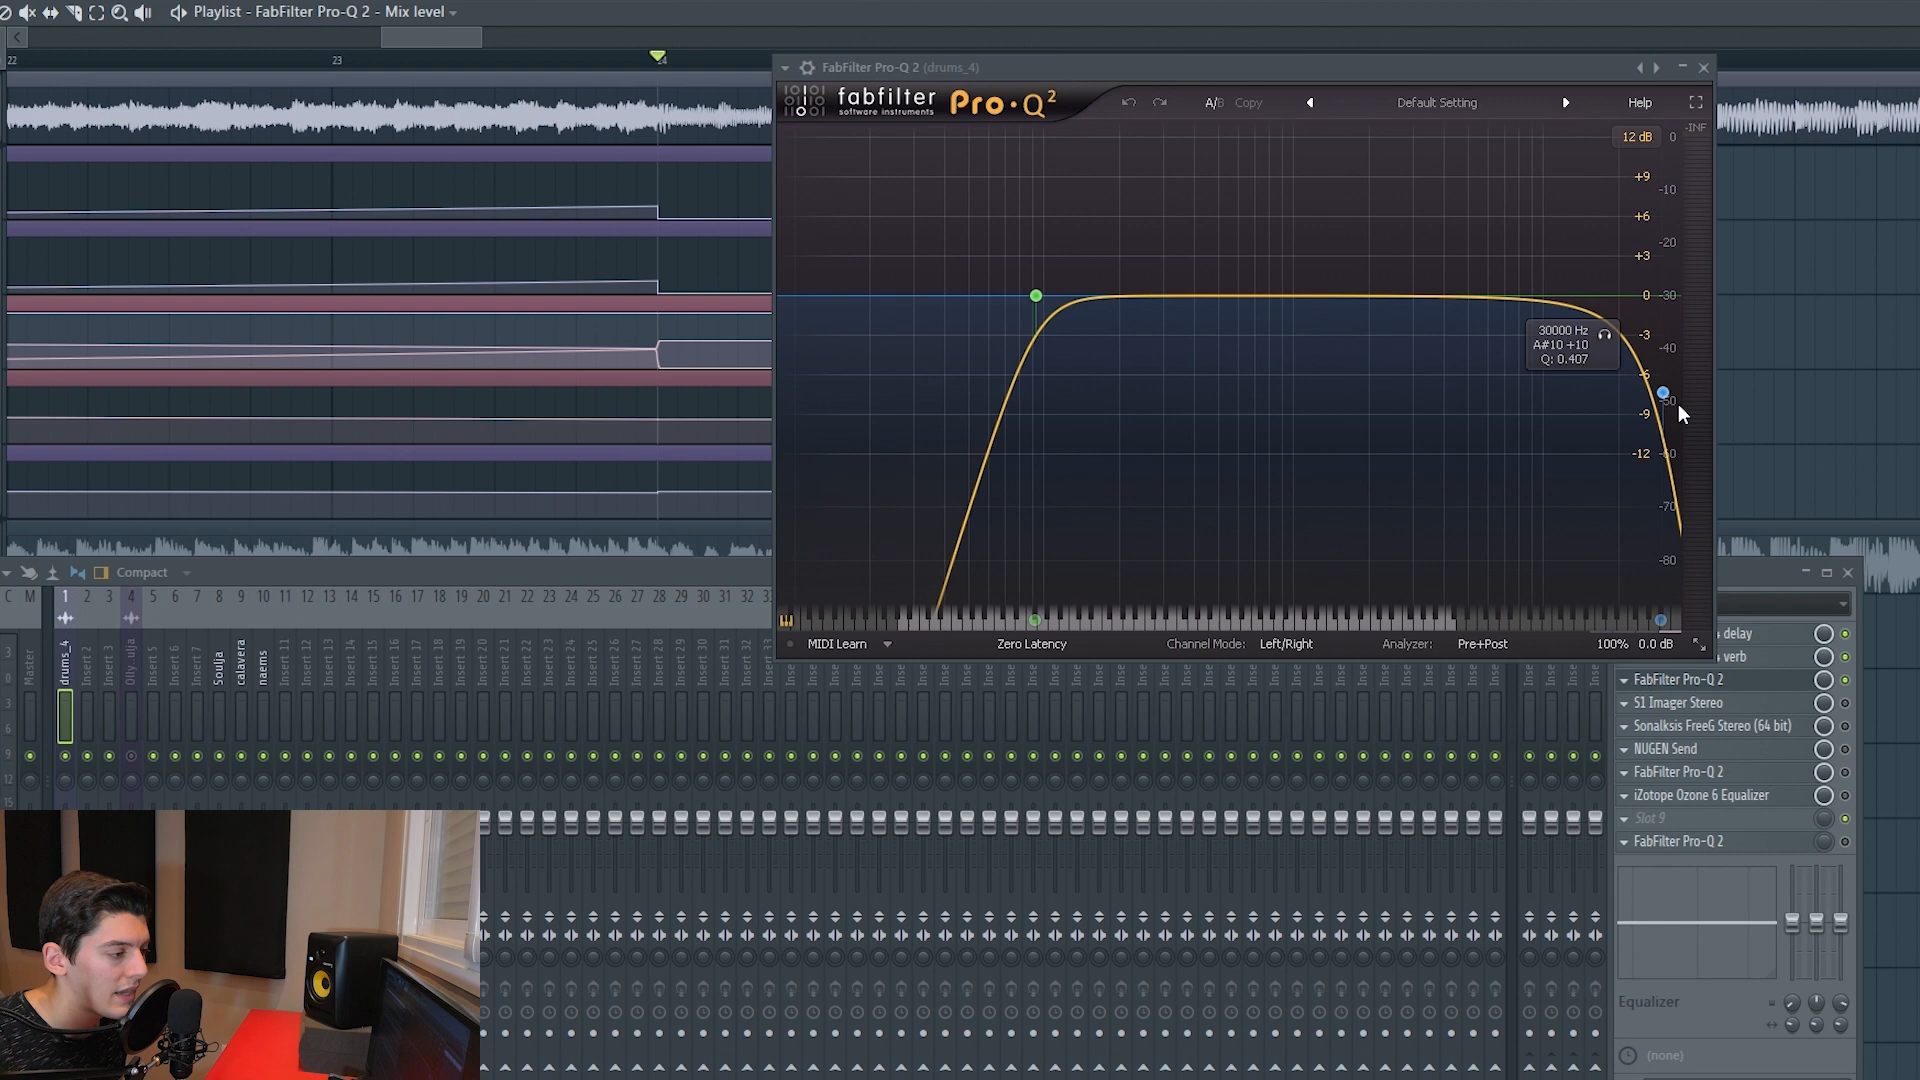 Playlist - FabFilter Pro-Q 2 - Mix level
22 23 24
FabFilter Pro-Q 2 (drums_4)
fabfilter
software instruments
Pro·Q²
A/B Copy Default Setting Help
12 dB 0 -INF
+9 -10
+6 -20
+3
0 -30
-3 -40
-6 -50
-9
-12 -60
-70
-80
30000 Hz
A#10 +10
Q: 0.407
MIDI Learn Zero Latency Channel Mode: Left/Right Analyzer: Pre+Post 100% 0.0 dB
Compact
C M 1 2 3 4 5 6 7 8 9 10 11 12 13 14 15 16 17 18 19 20 21 22 23 24 25 26 27 28 29 30 31 32
Master drums_4 Insert 2 Insert 3 Olly ulja Insert 5 Insert 6 Insert 7 Soulja calavera naems Insert 11 Insert 12 Insert 13 Insert 14 Insert 15 Insert 16 Insert 17 Insert 18 Insert 19 Insert 20 Insert 21 Insert 22 Insert 23 Insert 24 Insert 25 Insert 26 Insert 27 Insert 28 Insert 29 Insert 30 Insert 31 Insert 32
3
0
3
6
9
12
15
delay
verb
FabFilter Pro-Q 2
S1 Imager Stereo
Sonalksis FreeG Stereo (64 bit)
NUGEN Send
FabFilter Pro-Q 2
iZotope Ozone 6 Equalizer
Slot 9
FabFilter Pro-Q 2
Equalizer
(none)